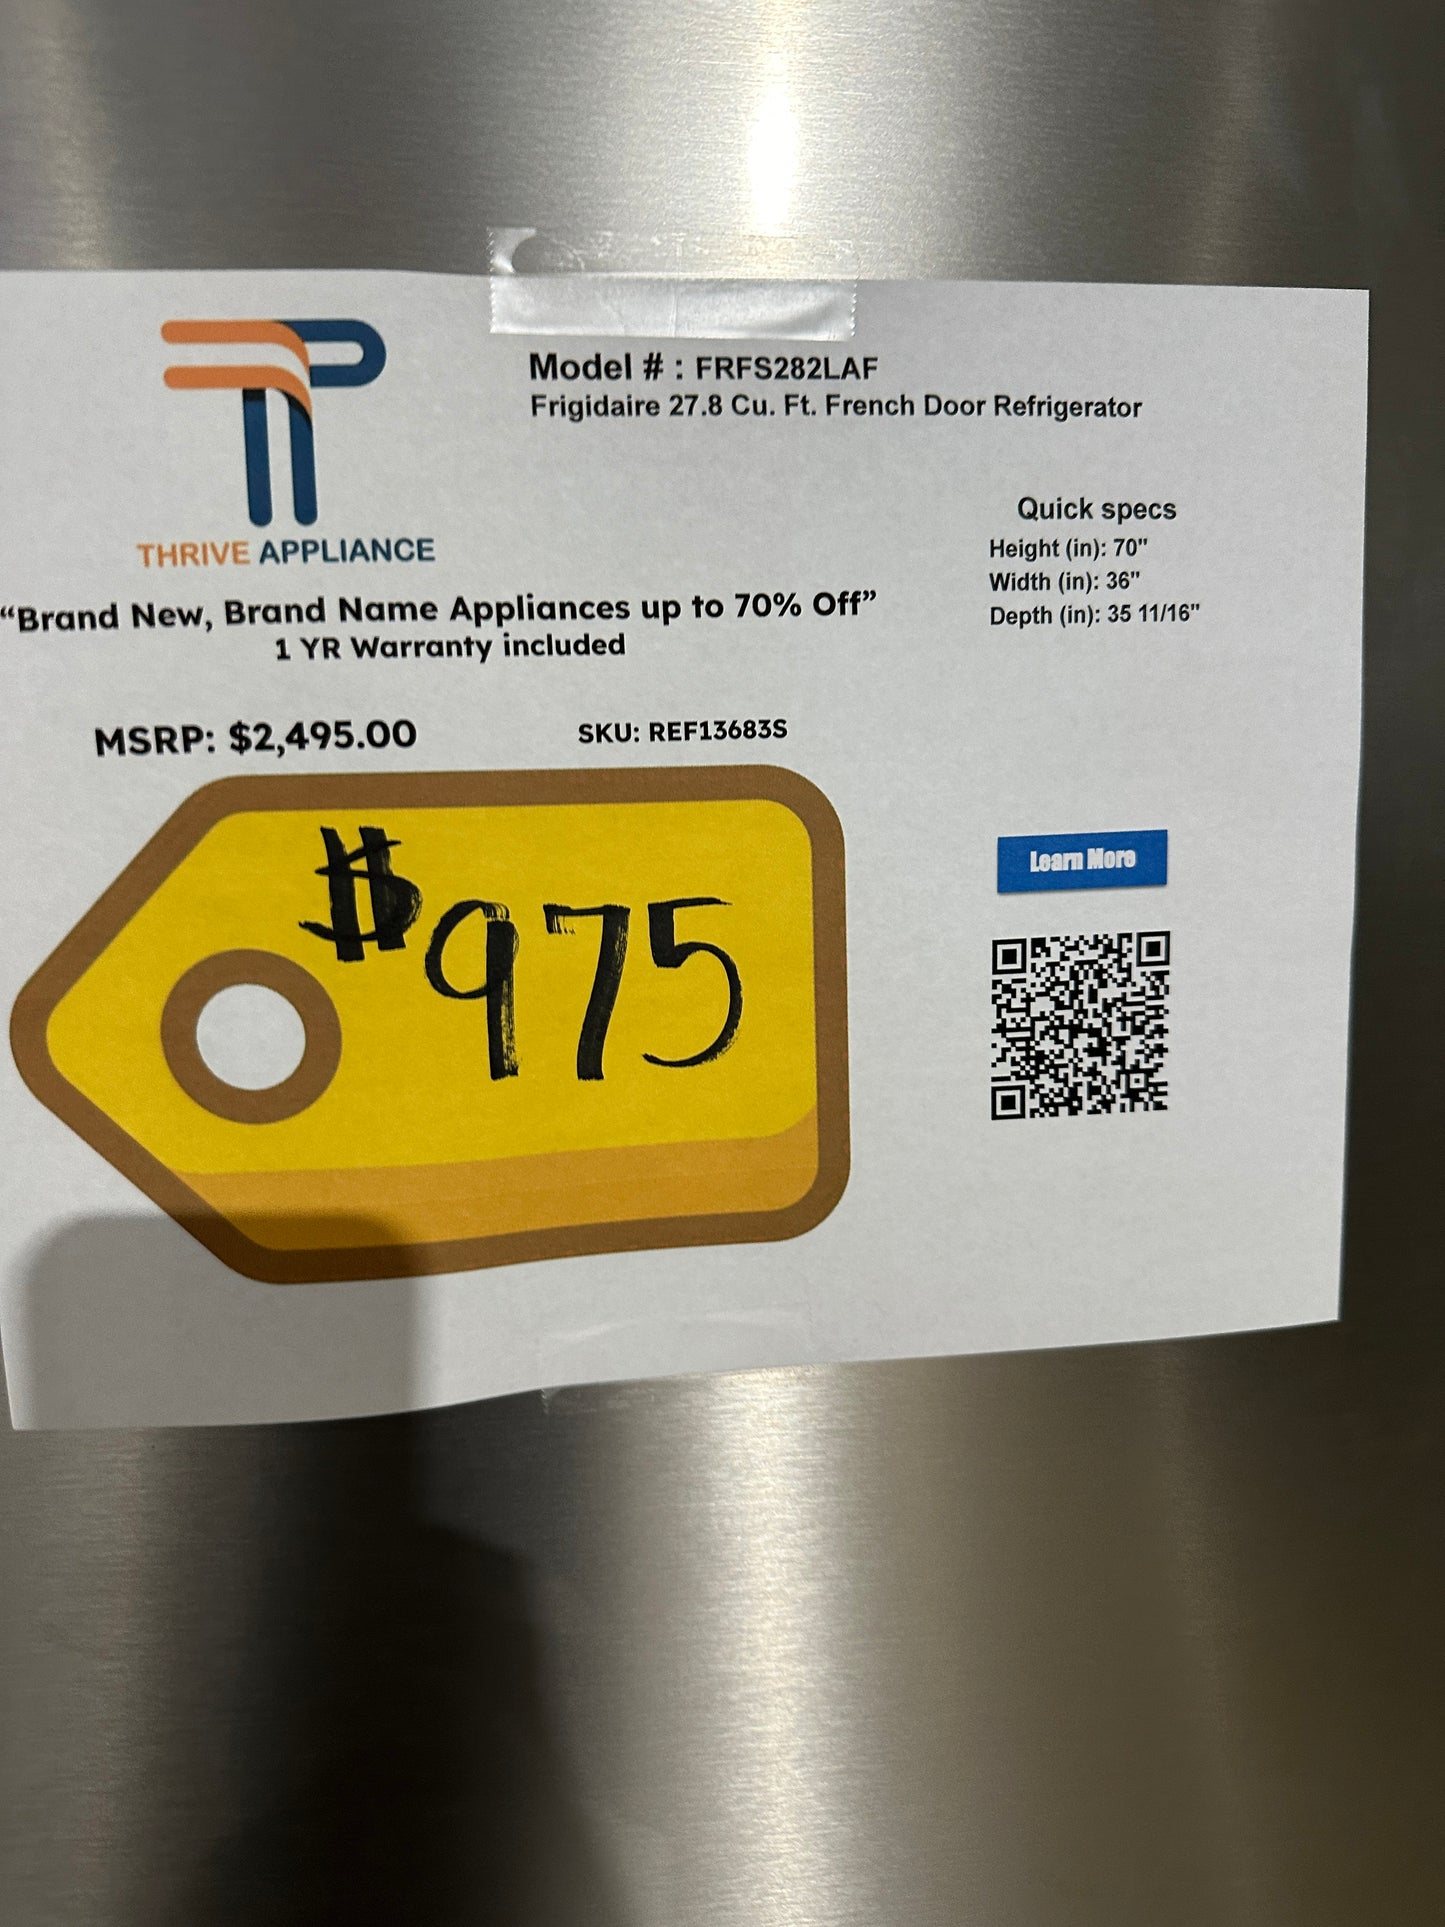 THRIVE APPLIANCE
Model # : FRFS282LAF
Frigidaire 27.8 Cu. Ft. French Door Refrigerator
Quick specs
Height (in): 70"
Width (in): 36"
Depth (in): 35 11/16"
“Brand New, Brand Name Appliances up to 70% Off”
1 YR Warranty included
MSRP: $2,495.00
SKU: REF13683S
$975
Learn More